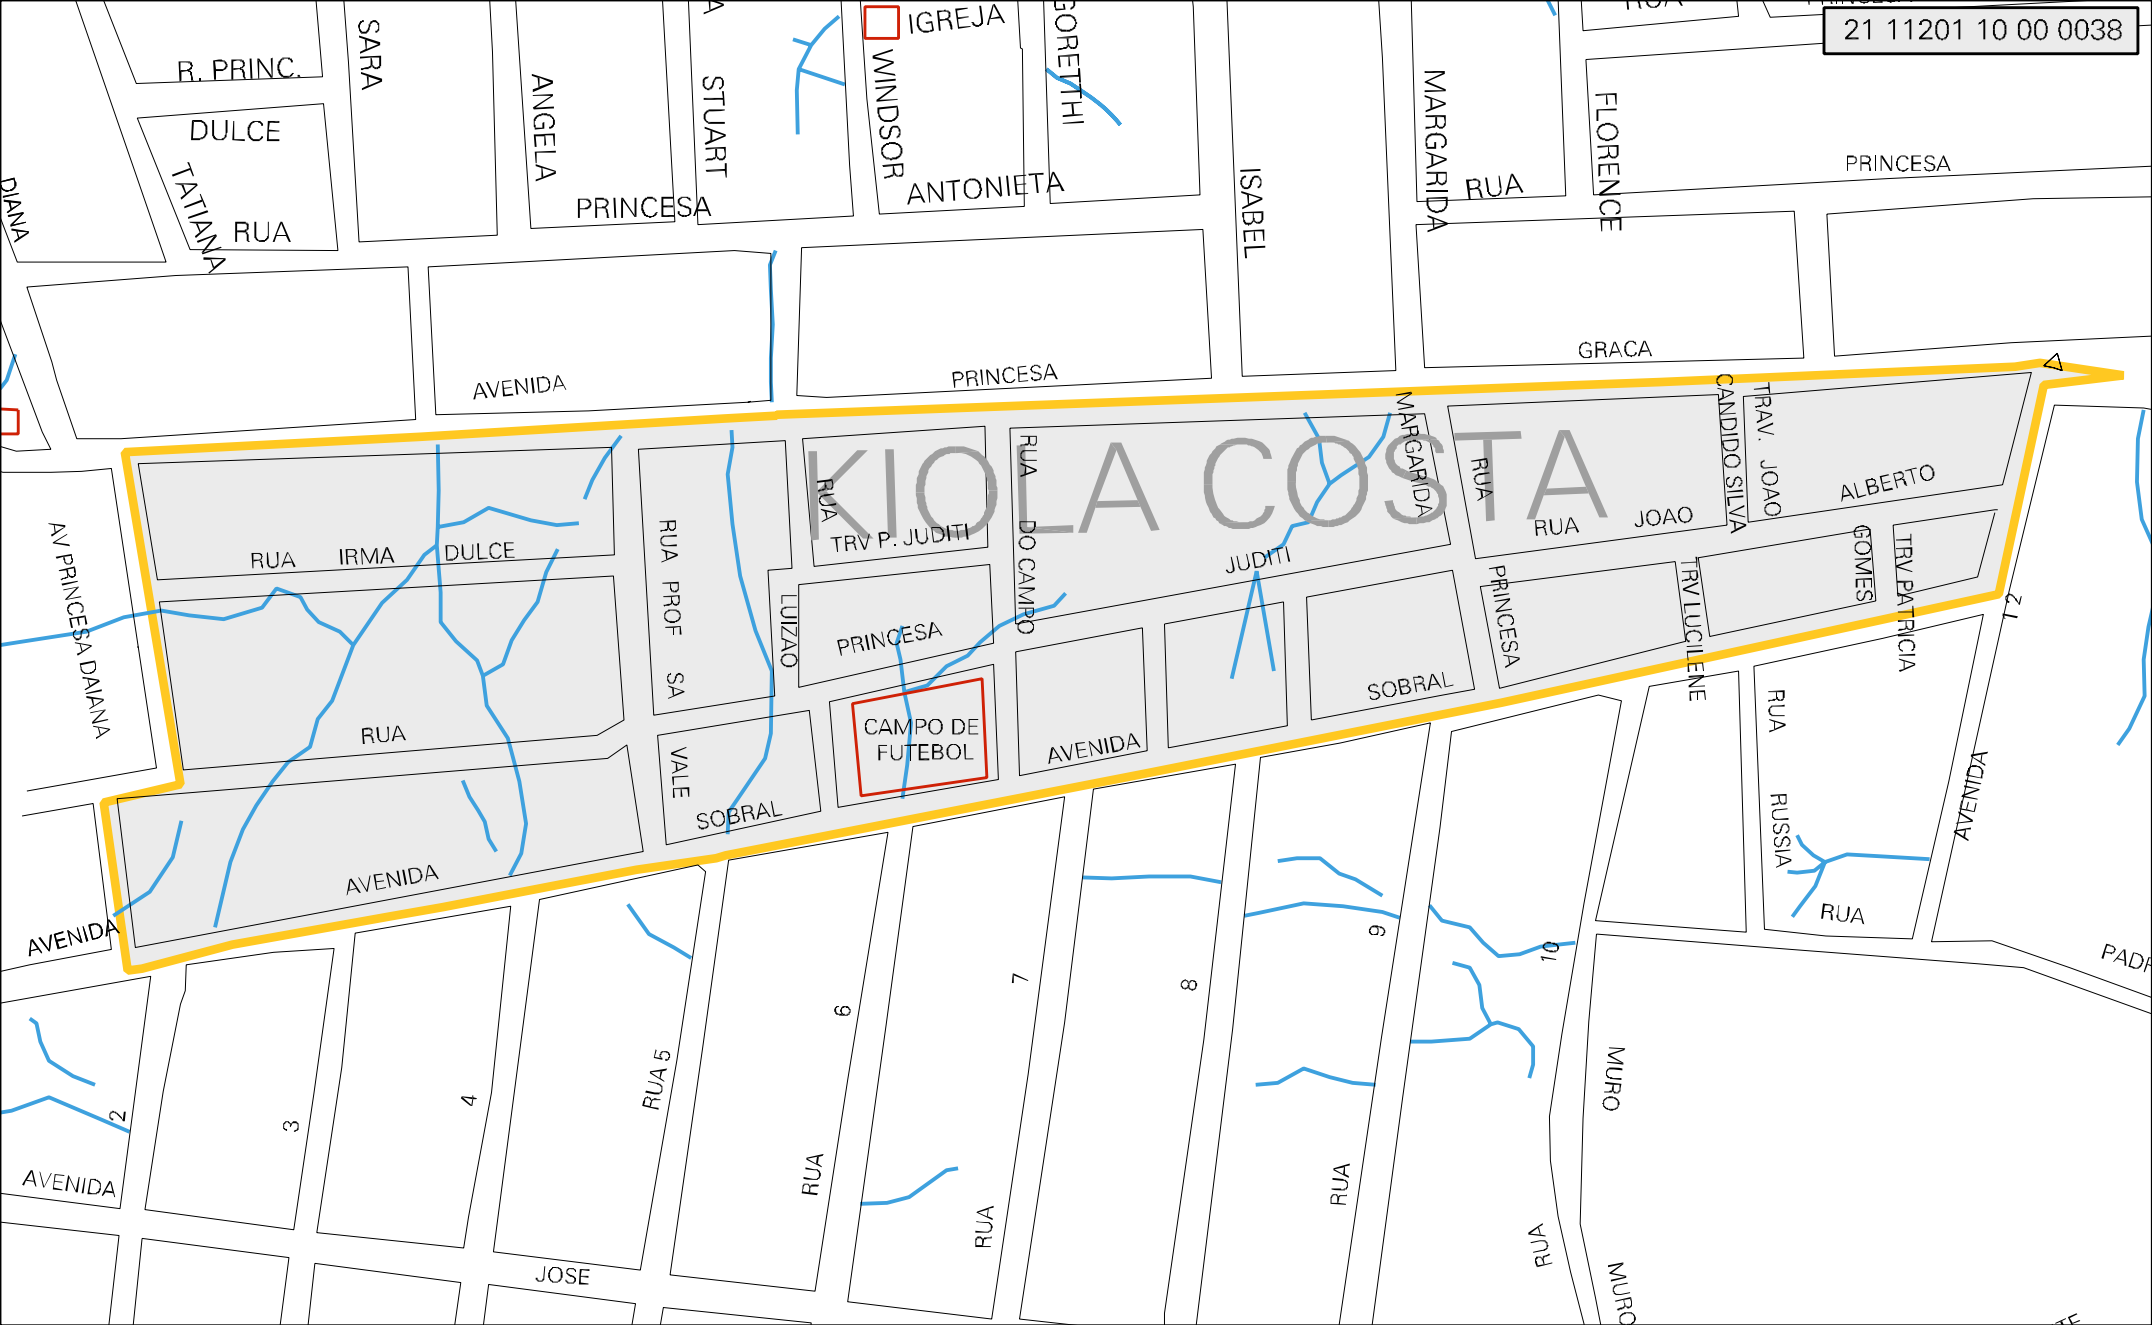 21 11201 10 00 0038
IGREJA
R. PRINC.
SARA
ANGELA
STUART
WINDSOR
GORETTHI
MARGARIDA
FLORENCE
DULCE
TATIANA
RUA
DIANA
PRINCESA
ANTONIETA
ISABEL
RUA
PRINCESA
AVENIDA
PRINCESA
GRACA
KIOLA COSTA
MARGARIDA
CANDIDO SILVA
TRAV. JOAO
RUA
RUA
RUA
DO CAMPO
TRV P. JUDITI
JUDITI
RUA JOAO
ALBERTO
GOMES
TRV PATRICIA
AV PRINCESA DAIANA
RUA IRMA DULCE
RUA PROF SA
VALE
LUIZAO
PRINCESA
PRINCESA
TRV LUCILENE
T 2
RUA
CAMPO DE
FUTEBOL
AVENIDA
SOBRAL
SOBRAL
AVENIDA
AVENIDA
RUA
RUSSIA
RUA
AVENIDA
2
3
4
RUA 5
6
RUA
7
RUA
8
9
RUA
10
RUA
MURO
MURO
AVENIDA
JOSE